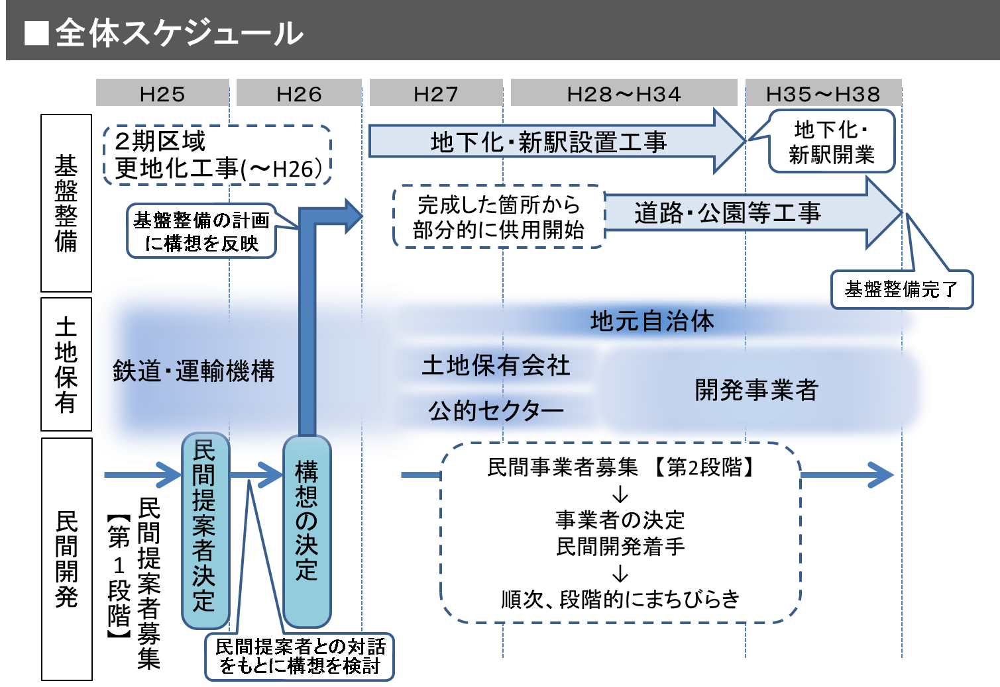 ■全体スケジュール
H25
H26
H27
H28～H34
H35～H38
基盤整備
２期区域
更地化工事(～H26）
地下化・新駅設置工事
地下化・
新駅開業
基盤整備の計画
に構想を反映
完成した箇所から
部分的に供用開始
道路・公園等工事
基盤整備完了
土地保有
鉄道・運輸機構
地元自治体
土地保有会社
公的セクター
開発事業者
民間開発
民間提案者募集
【第１段階】
民間提案者決定
構想の決定
民間提案者との対話
をもとに構想を検討
民間事業者募集 【第2段階】
↓
事業者の決定
民間開発着手
↓
順次、段階的にまちびらき